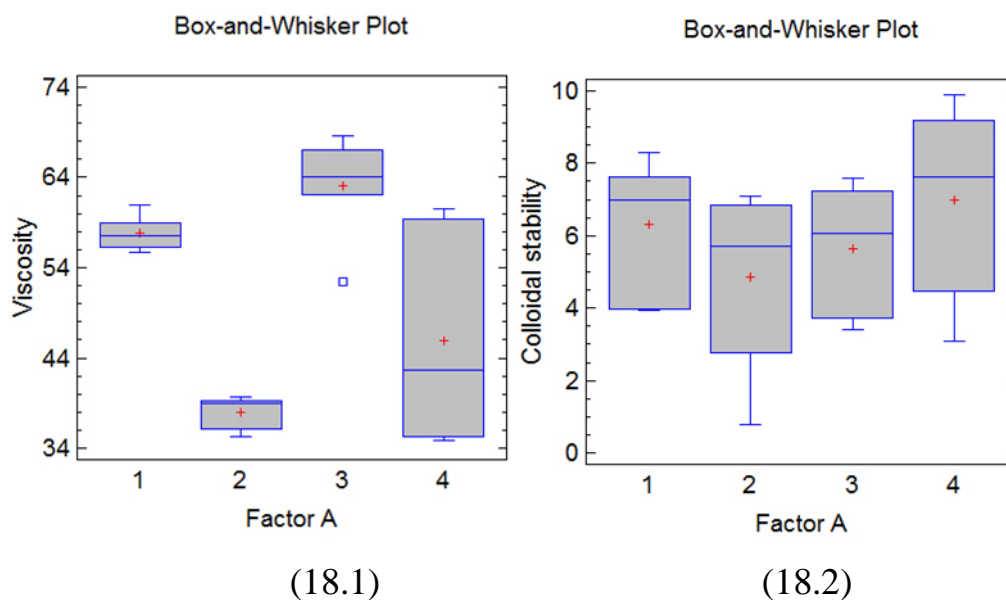 Box-and-Whisker Plot
Viscosity
74
64
54
44
34
1 2 3 4
Factor A
(18.1)
Box-and-Whisker Plot
Colloidal stability
10
8
6
4
2
0
1 2 3 4
Factor A
(18.2)